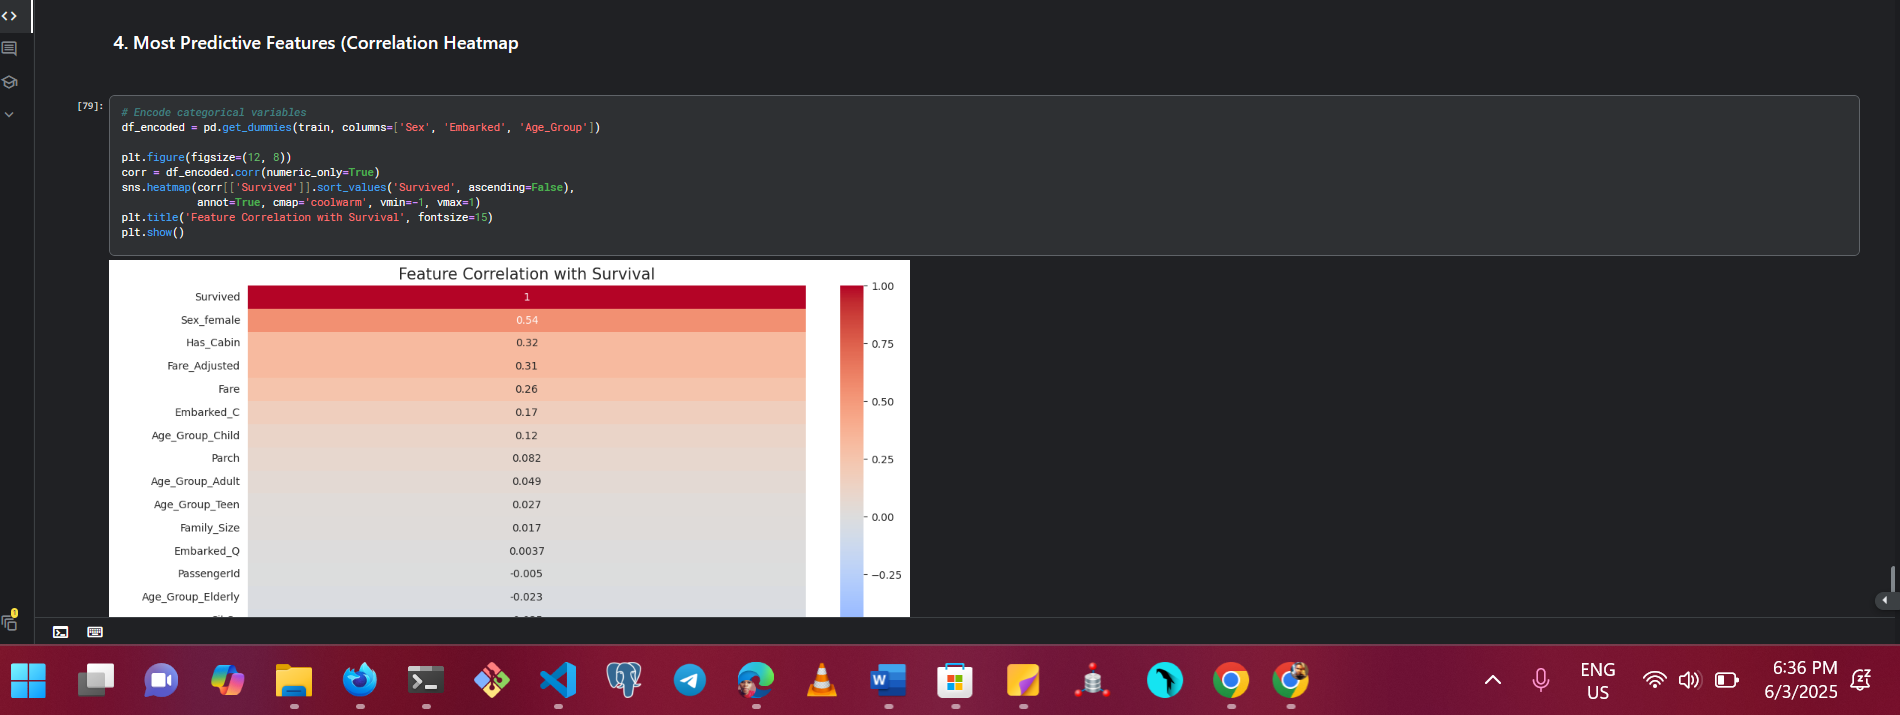 4. Most Predictive Features (Correlation Heatmap
[79]:
# Encode categorical variables
df_encoded = pd.get_dummies(train, columns=['Sex', 'Embarked', 'Age_Group'])
plt.figure(figsize=(12, 8))
corr = df_encoded.corr(numeric_only=True)
sns.heatmap(corr[['Survived']].sort_values('Survived', ascending=False),
annot=True, cmap='coolwarm', vmin=-1, vmax=1)
plt.title('Feature Correlation with Survival', fontsize=15)
plt.show()
Feature Correlation with Survival
Survived 1
Sex_female 0.54
Has_Cabin 0.32
Fare_Adjusted 0.31
Fare 0.26
Embarked_C 0.17
Age_Group_Child 0.12
Parch 0.082
Age_Group_Adult 0.049
Age_Group_Teen 0.027
Family_Size 0.017
Embarked_Q 0.0037
PassengerId -0.005
Age_Group_Elderly -0.023
1.00
0.75
0.50
0.25
0.00
−0.25
ENG
US
6:36 PM
6/3/2025